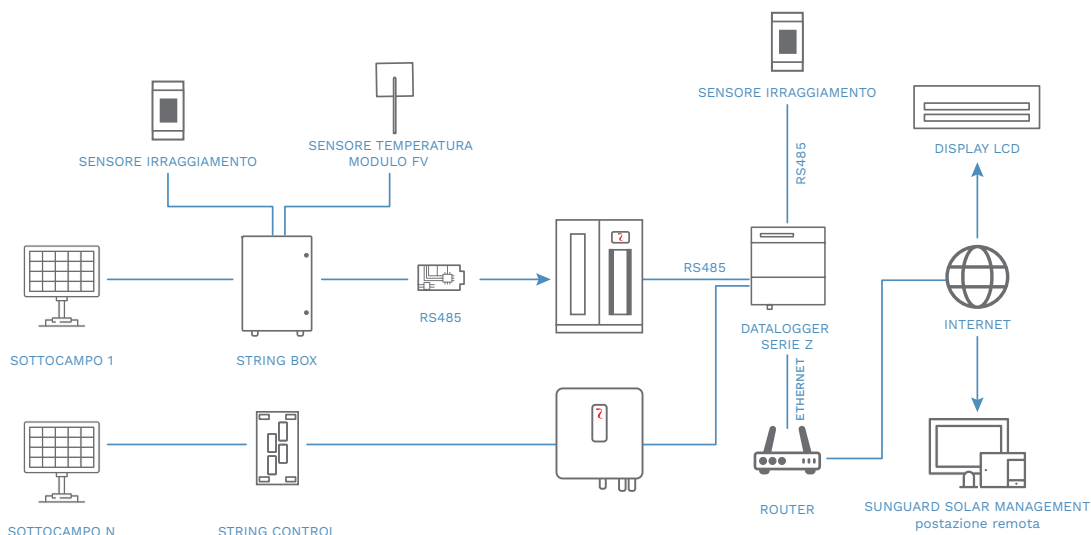 SENSORE IRRAGGIAMENTO
DISPLAY LCD
SENSORE IRRAGGIAMENTO
SENSORE TEMPERATURA
MODULO FV
RS485
RS485
RS485
SOTTOCAMPO 1
STRING BOX
DATALOGGER
SERIE Z
INTERNET
ETHERNET
SOTTOCAMPO N
STRING CONTROL
ROUTER
SUNGUARD SOLAR MANAGEMENT
postazione remota